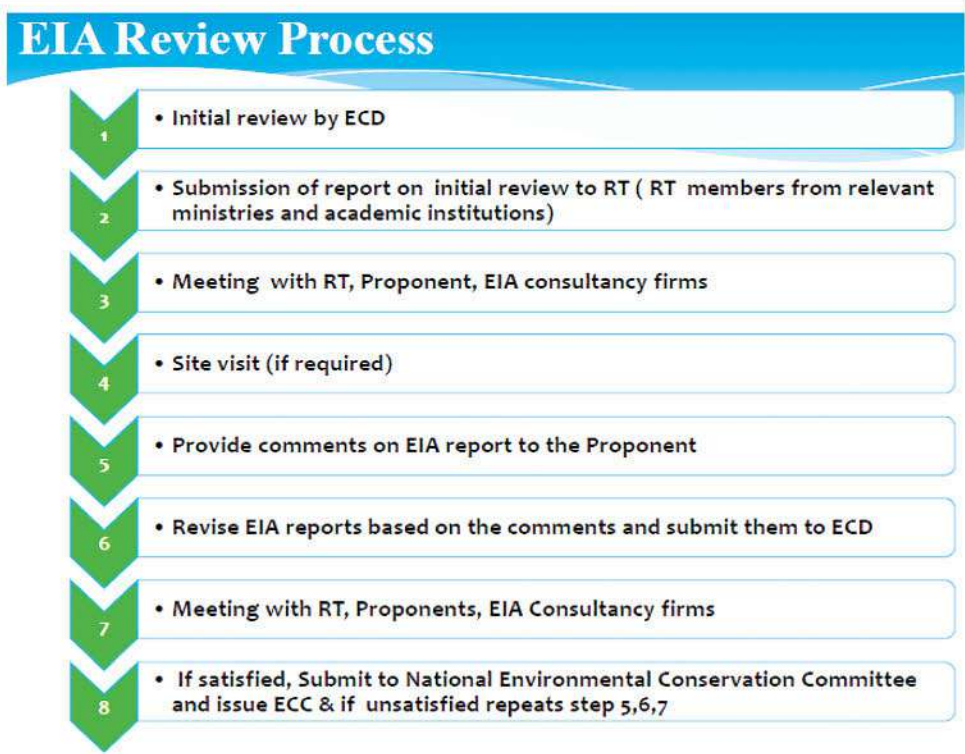 EIA Review Process
1
• Initial review by ECD
2
• Submission of report on initial review to RT ( RT members from relevant
ministries and academic institutions)
3
• Meeting with RT, Proponent, EIA consultancy firms
4
• Site visit (if required)
5
• Provide comments on EIA report to the Proponent
6
• Revise EIA reports based on the comments and submit them to ECD
7
• Meeting with RT, Proponents, EIA Consultancy firms
8
• If satisfied, Submit to National Environmental Conservation Committee
and issue ECC & if unsatisfied repeats step 5,6,7